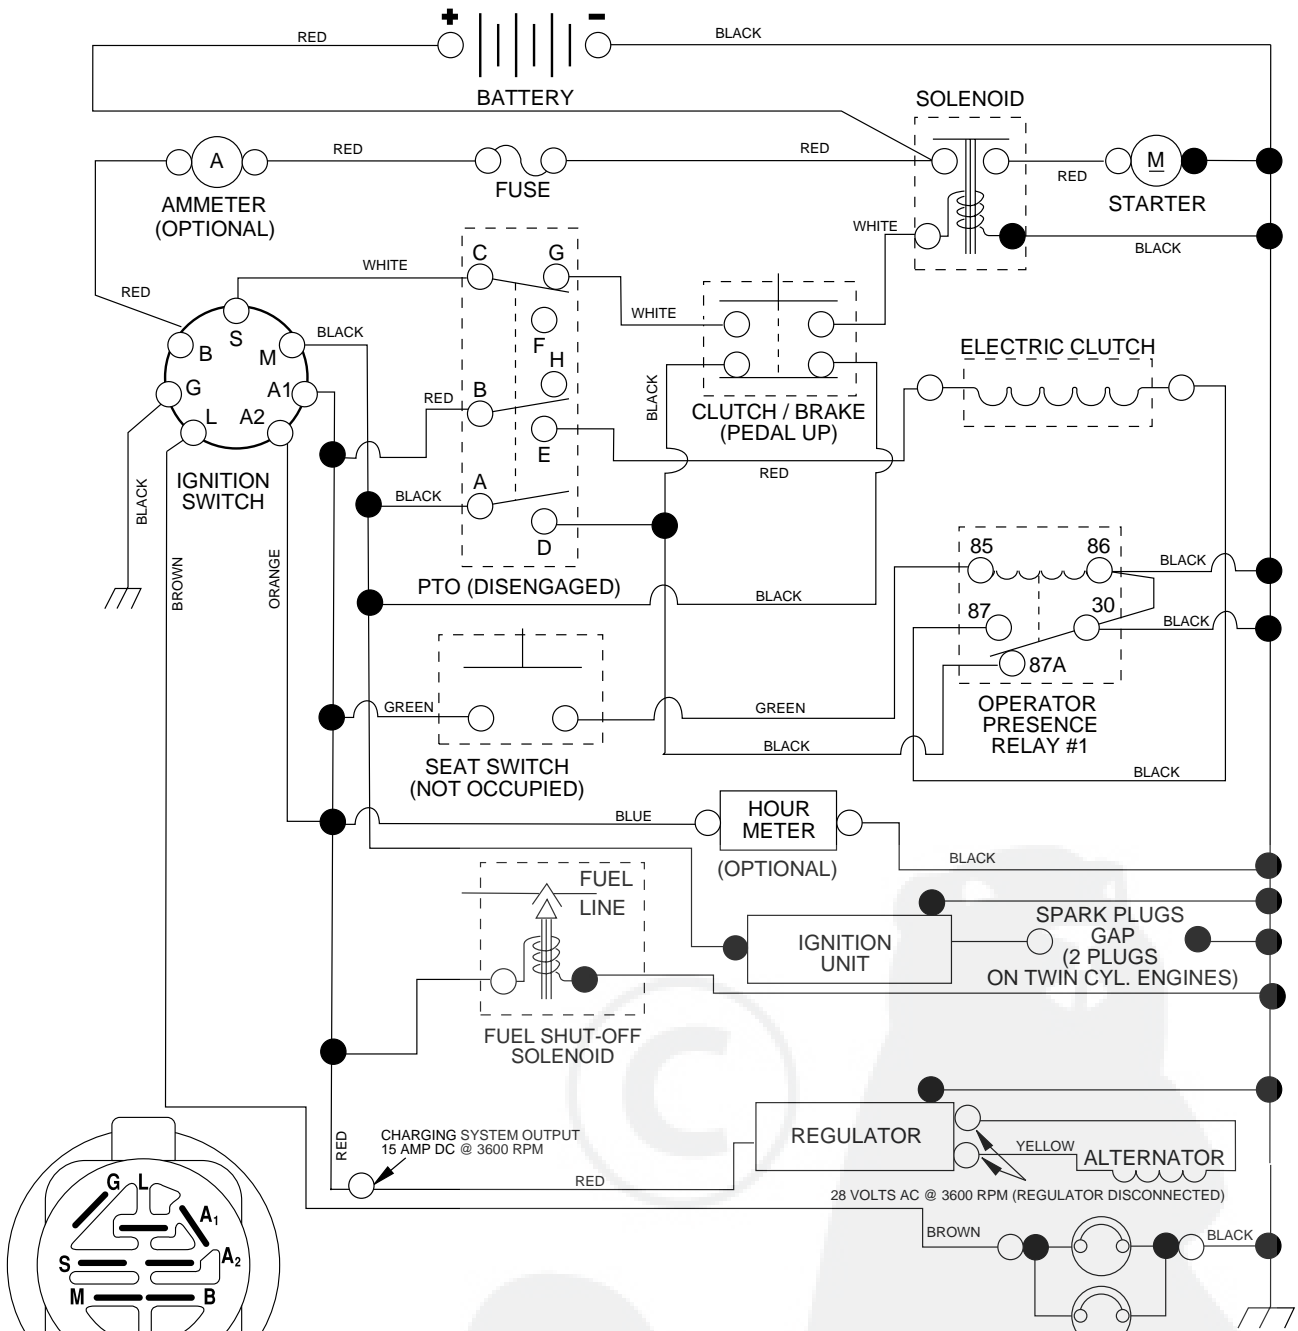 + -
RED
BLACK
BATTERY
SOLENOID
A
RED
RED
M
RED
FUSE
AMMETER
(OPTIONAL)
STARTER
WHITE
BLACK
C G
WHITE
RED
WHITE
S
BLACK
F
B M
H
ELECTRIC CLUTCH
G A1
B
RED
BLACK
CLUTCH / BRAKE
(PEDAL UP)
L A2
E
RED
IGNITION
SWITCH
A
BLACK
BLACK
D
85 86
BLACK
BROWN
ORANGE
PTO (DISENGAGED)
BLACK
87 30
BLACK
87A
GREEN
GREEN
OPERATOR
PRESENCE
RELAY #1
BLACK
SEAT SWITCH
(NOT OCCUPIED)
BLACK
HOUR
METER
BLUE
(OPTIONAL)
BLACK
FUEL
LINE
IGNITION
UNIT
SPARK PLUGS
GAP
(2 PLUGS
ON TWIN CYL. ENGINES)
FUEL SHUT-OFF
SOLENOID
©
RED
CHARGING SYSTEM OUTPUT
15 AMP DC @ 3600 RPM
REGULATOR
YELLOW
ALTERNATOR
RED
28 VOLTS AC @ 3600 RPM (REGULATOR DISCONNECTED)
BROWN
BLACK
G L
A1
S A2
M B